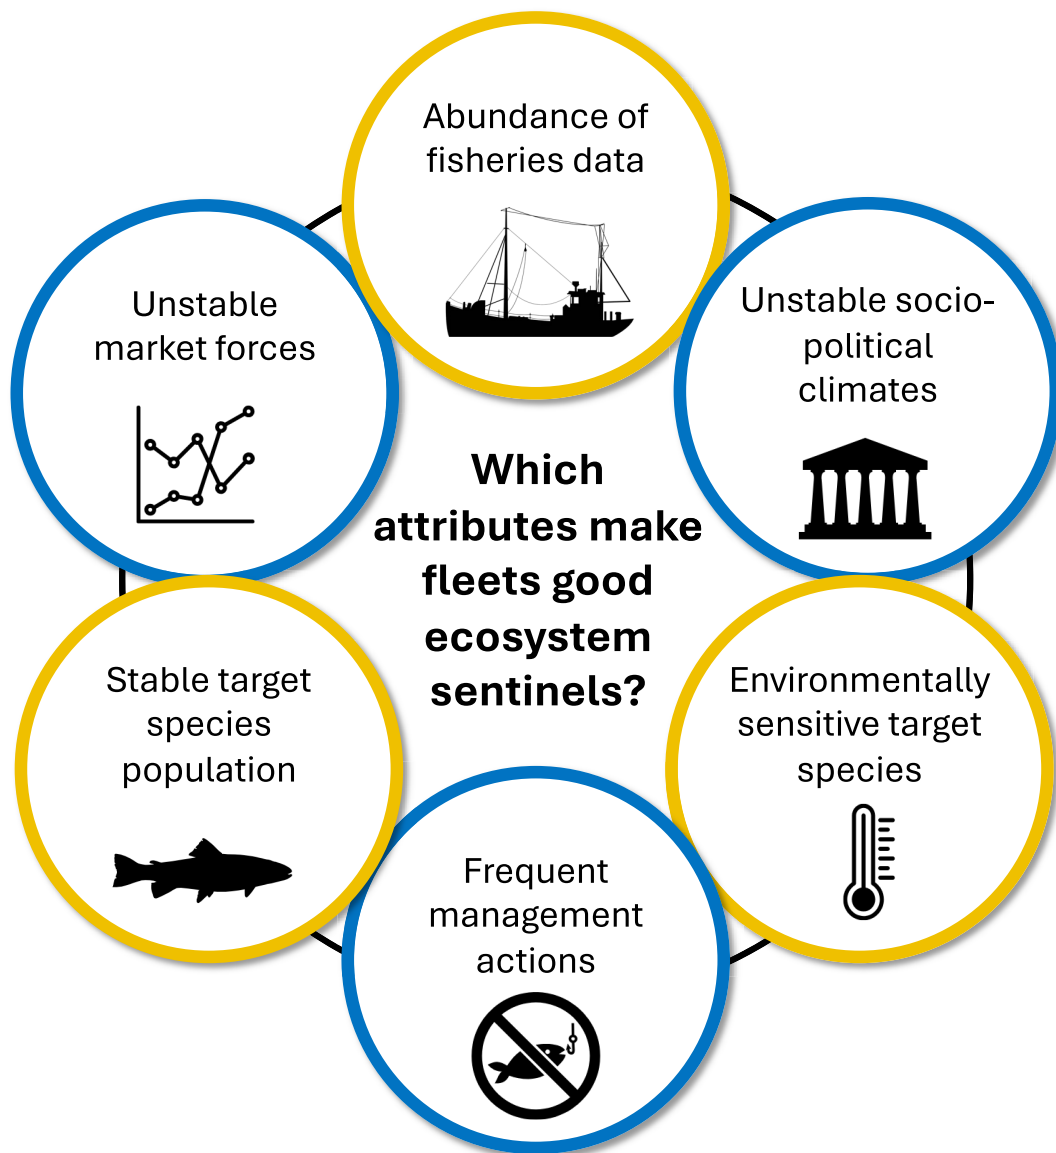 Abundance of
fisheries data
Unstable
market forces
Unstable socio-
political
climates
Which
attributes make
fleets good
ecosystem
sentinels?
Stable target
species
population
Environmentally
sensitive target
species
Frequent
management
actions